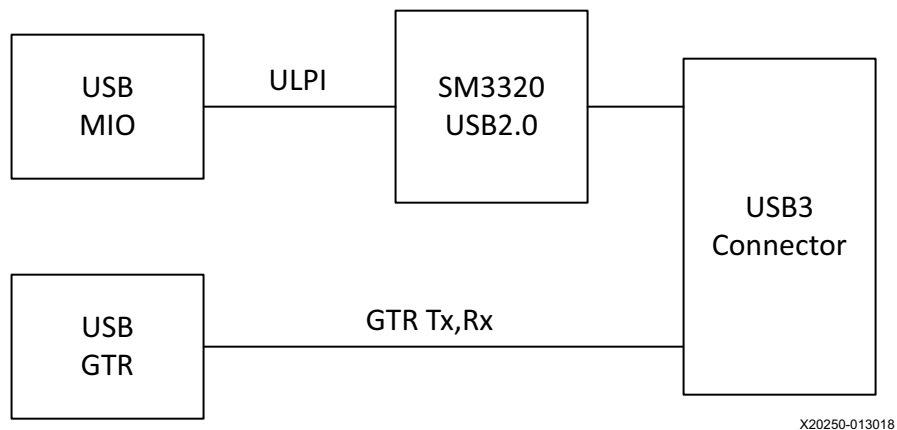 USB
MIO
ULPI
SM3320
USB2.0
USB3
Connector
USB
GTR
GTR Tx,Rx
X20250-013018